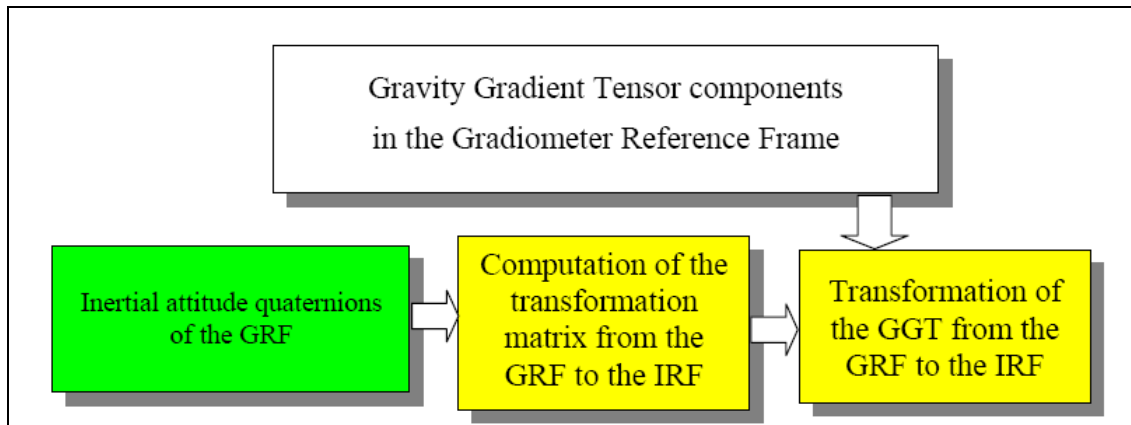 Gravity Gradient Tensor components
in the Gradiometer Reference Frame
Inertial attitude quaternions
of the GRF
Computation of the
transformation
matrix from the
GRF to the IRF
Transformation of
the GGT from the
GRF to the IRF